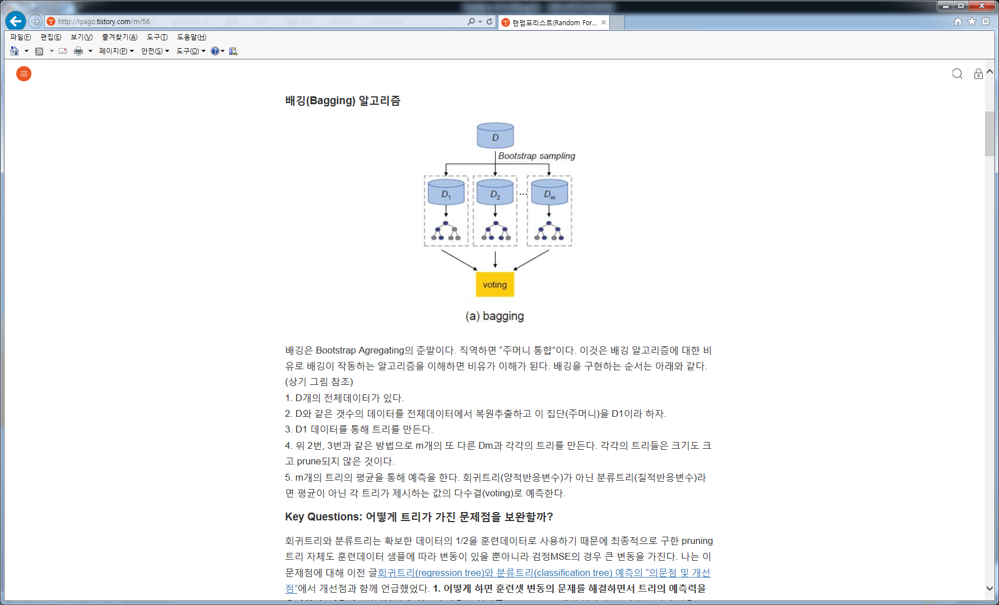 http://rpago.tistory.com/m/56
랜덤포리스트(Random For...
파일(F) 편집(E) 보기(V) 즐겨찾기(A) 도구(T) 도움말(H)
페이지(P) 안전(S) 도구(O)
배깅(Bagging) 알고리즘
D
Bootstrap sampling
D1 D2 ... Dm
voting
(a) bagging
배깅은 Bootstrap Agregating의 준말이다. 직역하면 “주머니 통합”이다. 이것은 배깅 알고리즘에 대한 비
유로 배깅이 작동하는 알고리즘을 이해하면 비유가 이해가 된다. 배깅을 구현하는 순서는 아래와 같다.
(상기 그림 참조)
1. D개의 전체데이터가 있다.
2. D와 같은 갯수의 데이터를 전체데이터에서 복원추출하고 이 집단(주머니)을 D1이라 하자.
3. D1 데이터를 통해 트리를 만든다.
4. 위 2번, 3번과 같은 방법으로 m개의 또 다른 Dm과 각각의 트리를 만든다. 각각의 트리들은 크기도 크
고 prune되지 않은 것이다.
5. m개의 트리의 평균을 통해 예측을 한다. 회귀트리(양적반응변수)가 아닌 분류트리(질적반응변수)라
면 평균이 아닌 각 트리가 제시하는 값의 다수결(voting)로 예측한다.
Key Questions: 어떻게 트리가 가진 문제점을 보완할까?
회귀트리와 분류트리는 확보한 데이터의 1/2을 훈련데이터로 사용하기 때문에 최종적으로 구한 pruning
트리 자체도 훈련데이터 샘플에 따라 변동이 있을 뿐아니라 검정MSE의 경우 큰 변동을 가진다. 나는 이
문제점에 대해 이전 글회귀트리(regression tree)와 분류트리(classification tree) 예측의 “의문점 및 개선
점”에서 개선점과 함께 언급했었다. 1. 어떻게 하면 훈련셋 변동의 문제를 해결하면서 트리의 예측력을